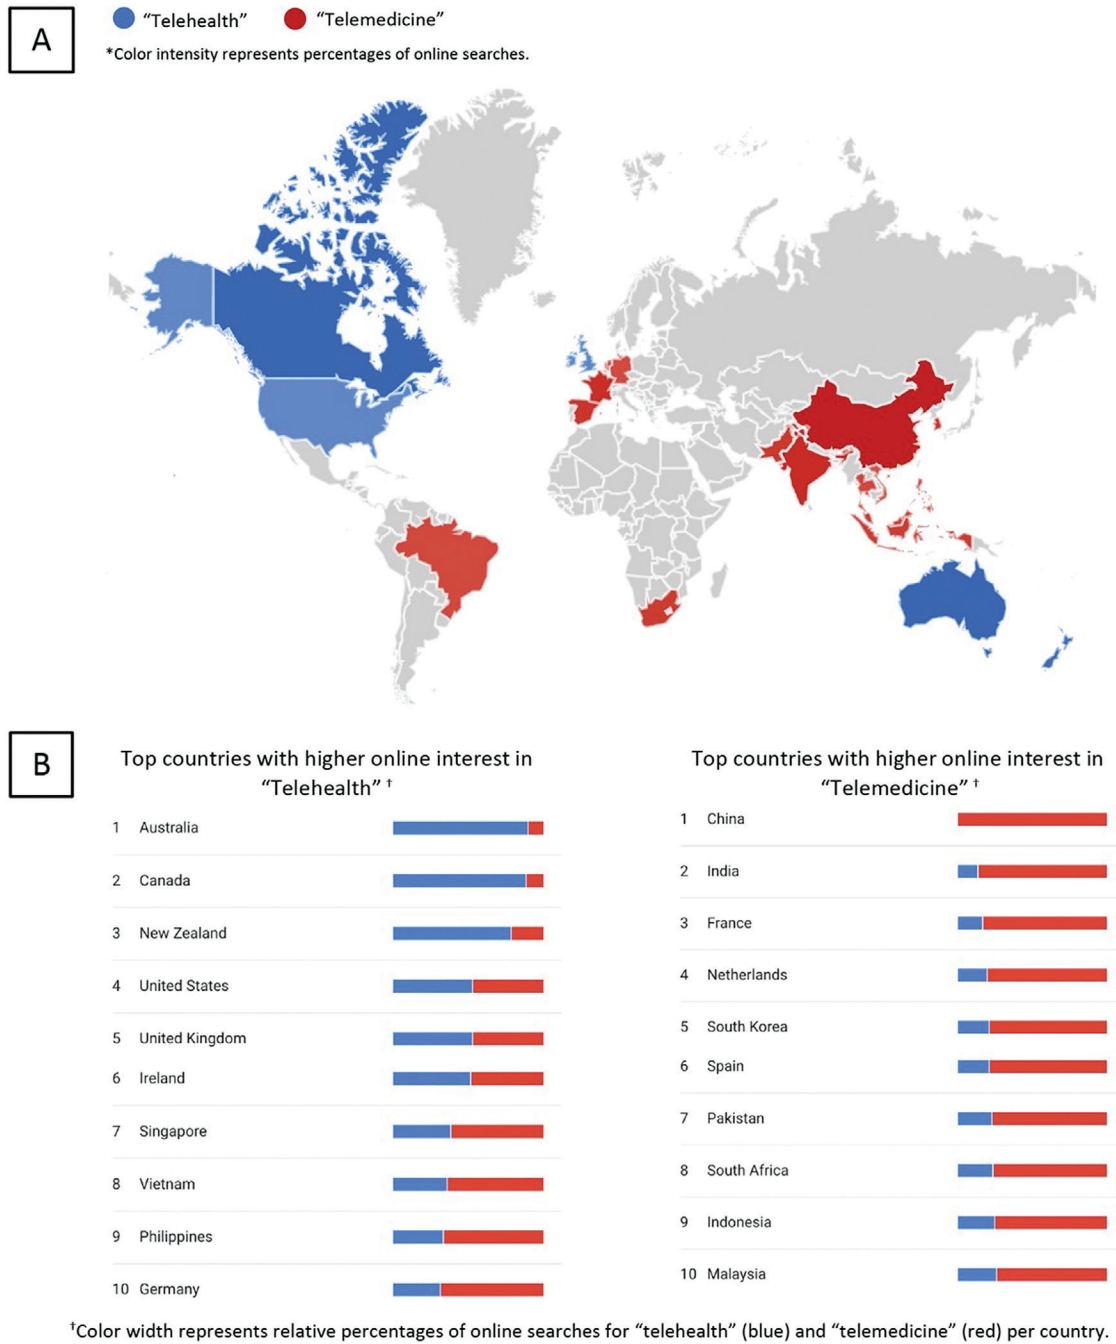 A
“Telehealth” “Telemedicine”
*Color intensity represents percentages of online searches.
B
Top countries with higher online interest in
“Telehealth” †
1 Australia
2 Canada
3 New Zealand
4 United States
5 United Kingdom
6 Ireland
7 Singapore
8 Vietnam
9 Philippines
10 Germany
Top countries with higher online interest in
“Telemedicine” †
1 China
2 India
3 France
4 Netherlands
5 South Korea
6 Spain
7 Pakistan
8 South Africa
9 Indonesia
10 Malaysia
†Color width represents relative percentages of online searches for “telehealth” (blue) and “telemedicine” (red) per country.